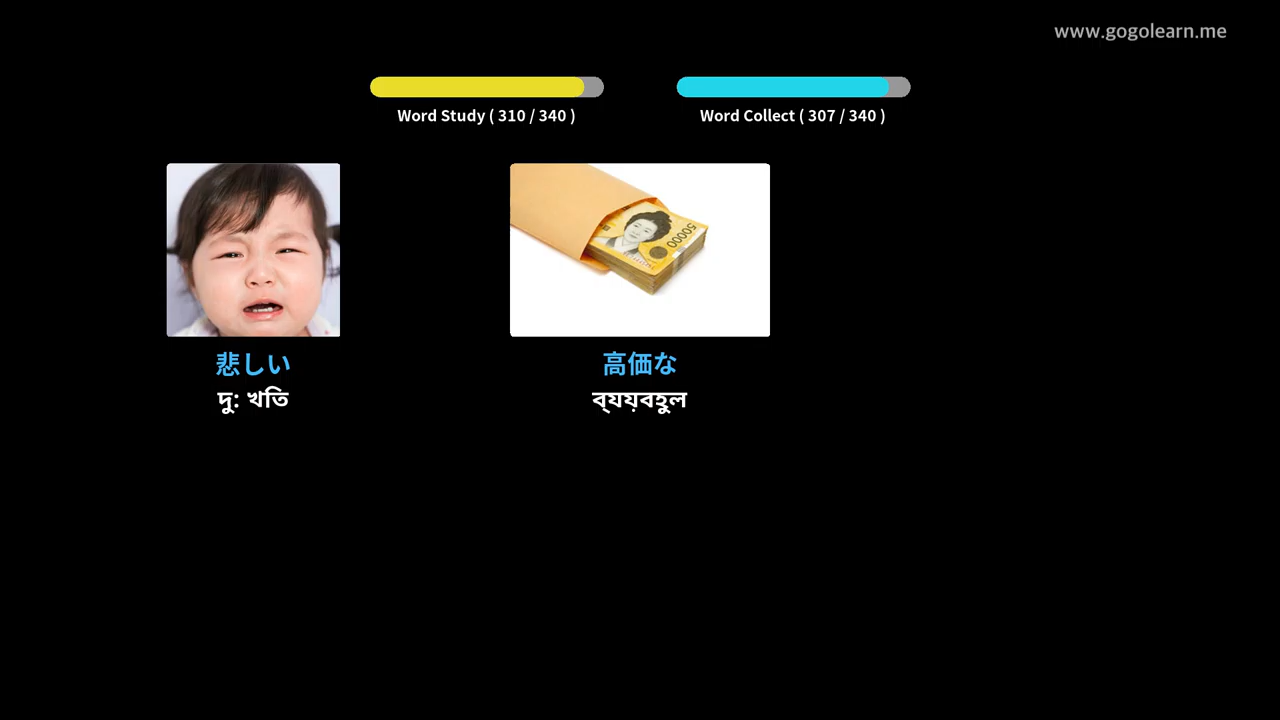 www.gogolearn.me
Word Study ( 310 / 340 )
Word Collect ( 307 / 340 )
50000
悲しい
高価な
দু: খতি
ব্যয়বহুল